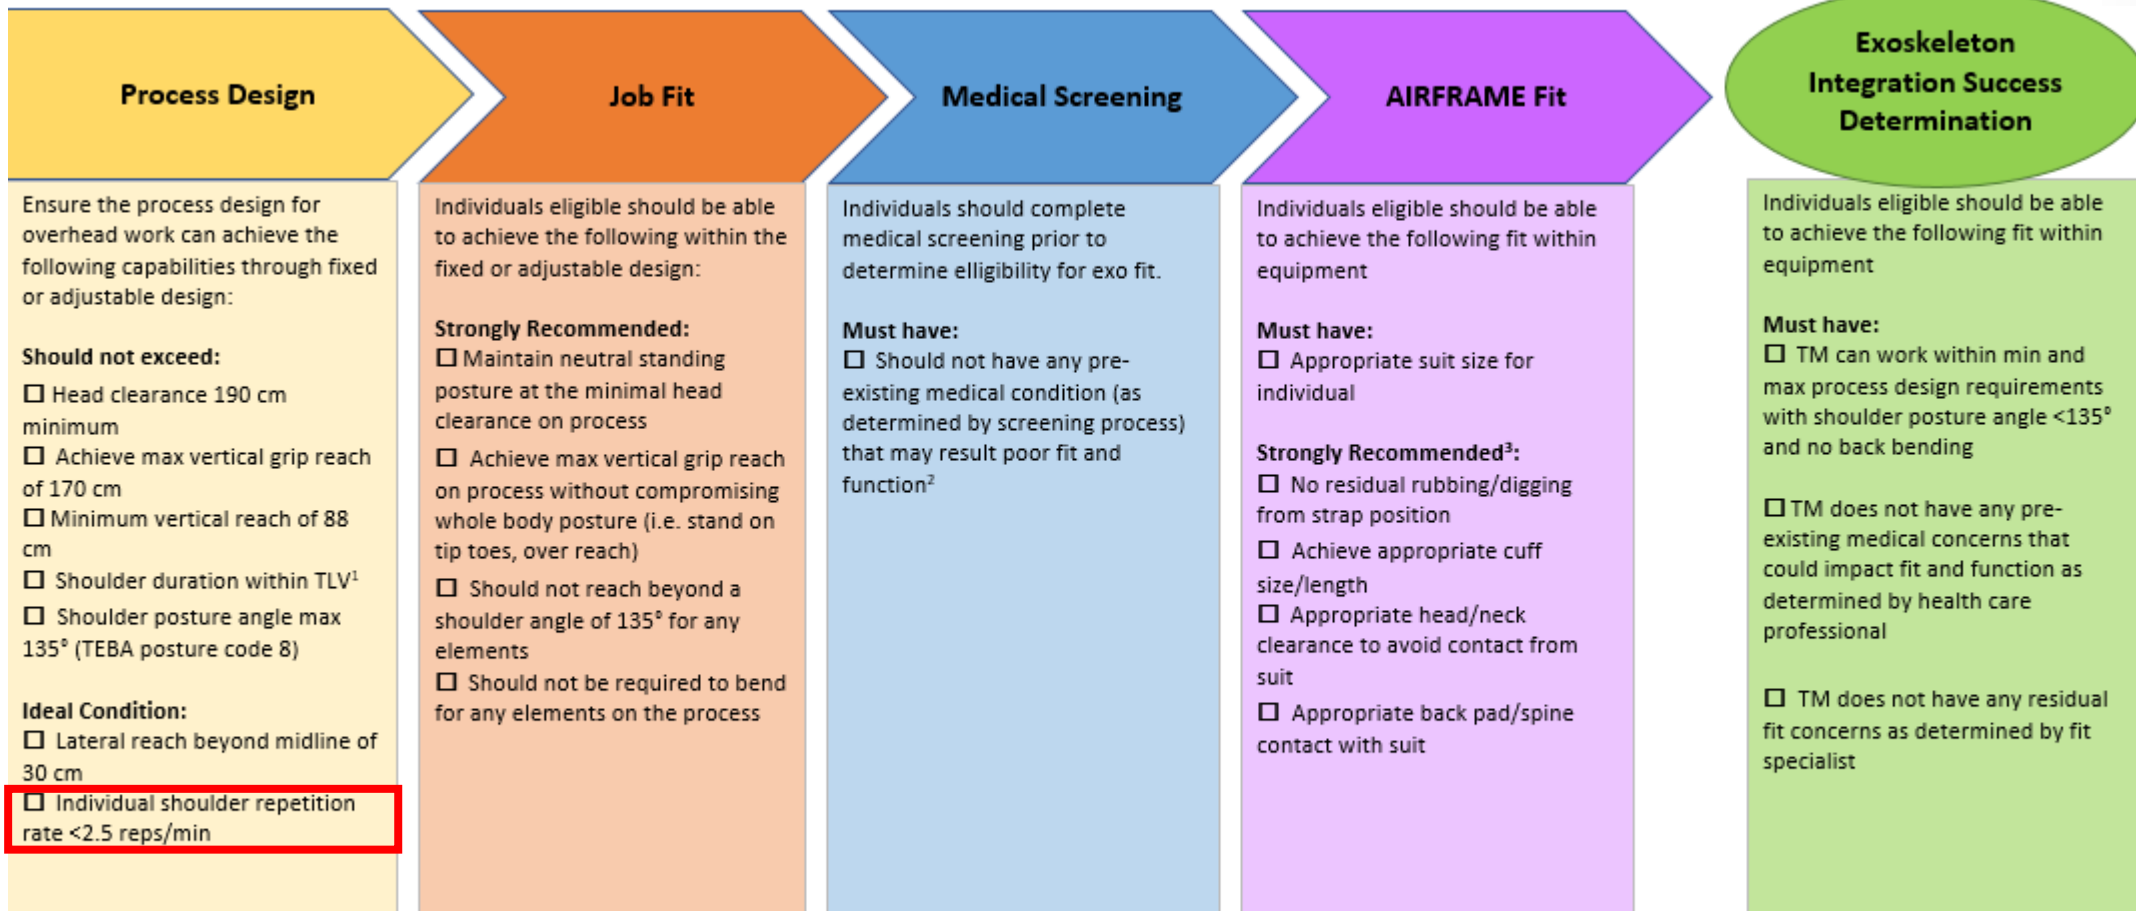 Process Design
Ensure the process design for
overhead work can achieve the
following capabilities through fixed
or adjustable design:
Should not exceed:
☐ Head clearance 190 cm
minimum
☐ Achieve max vertical grip reach
of 170 cm
☐ Minimum vertical reach of 88
cm
☐ Shoulder duration within TLV¹
☐ Shoulder posture angle max
135⁰ (TEBA posture code 8)
Ideal Condition:
☐ Lateral reach beyond midline of
30 cm
☐ Individual shoulder repetition
rate <2.5 reps/min
Job Fit
Individuals eligible should be able
to achieve the following within the
fixed or adjustable design:
Strongly Recommended:
☐ Maintain neutral standing
posture at the minimal head
clearance on process
☐ Achieve max vertical grip reach
on process without compromising
whole body posture (i.e. stand on
tip toes, over reach)
☐ Should not reach beyond a
shoulder angle of 135⁰ for any
elements
☐ Should not be required to bend
for any elements on the process
Medical Screening
Individuals should complete
medical screening prior to
determine elligibility for exo fit.
Must have:
☐ Should not have any pre-
existing medical condition (as
determined by screening process)
that may result poor fit and
function²
AIRFRAME Fit
Individuals eligible should be able
to achieve the following fit within
equipment
Must have:
☐ Appropriate suit size for
individual
Strongly Recommended³:
☐ No residual rubbing/digging
from strap position
☐ Achieve appropriate cuff
size/length
☐ Appropriate head/neck
clearance to avoid contact from
suit
☐ Appropriate back pad/spine
contact with suit
Exoskeleton
Integration Success
Determination
Individuals eligible should be able
to achieve the following fit within
equipment
Must have:
☐ TM can work within min and
max process design requirements
with shoulder posture angle <135⁰
and no back bending
☐ TM does not have any pre-
existing medical concerns that
could impact fit and function as
determined by health care
professional
☐ TM does not have any residual
fit concerns as determined by fit
specialist